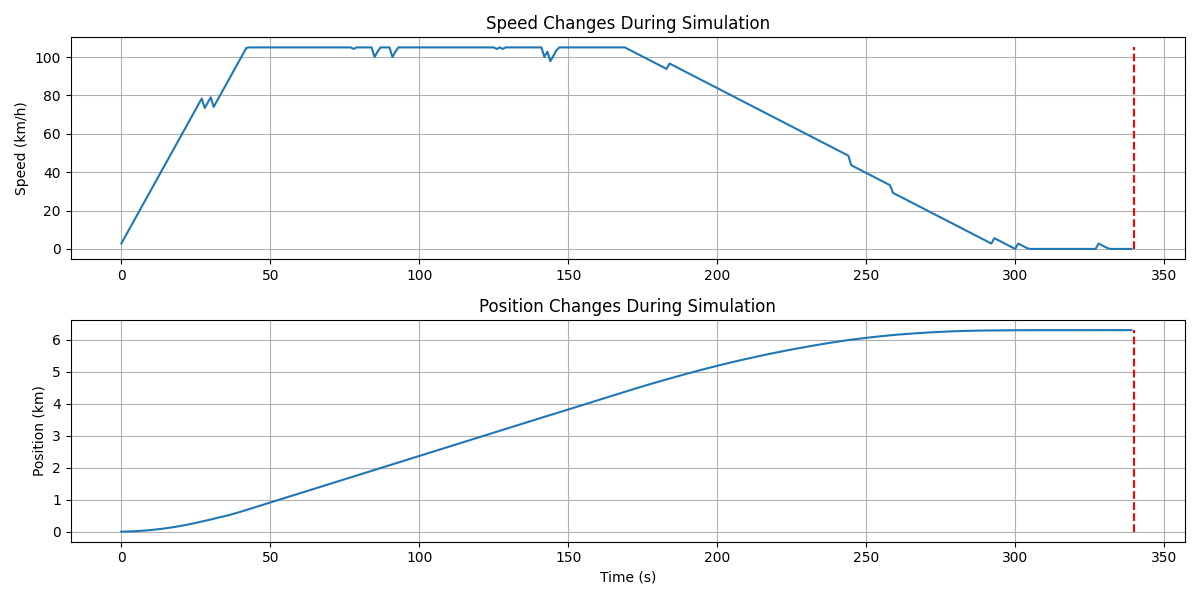 Speed Changes During Simulation
Speed (km/h)
100
80
60
40
20
0
0 50 100 150 200 250 300 350
Position Changes During Simulation
Position (km)
6
5
4
3
2
1
0
0 50 100 150 200 250 300 350
Time (s)